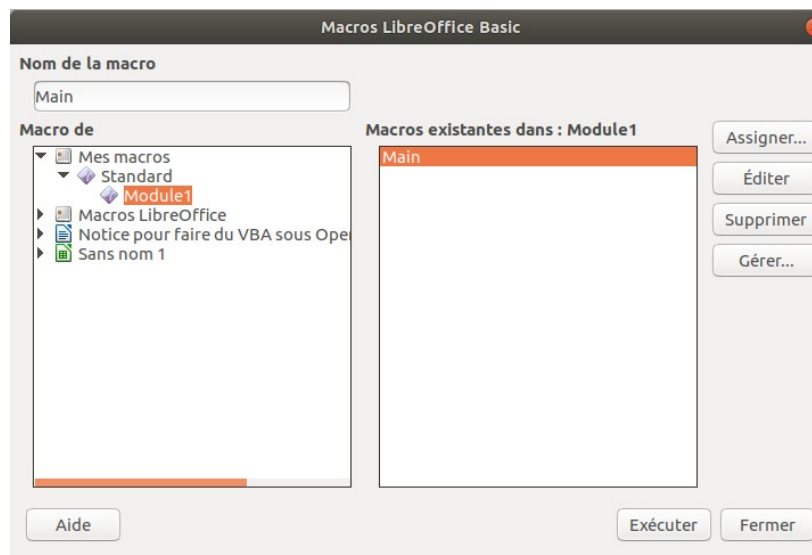 Macros LibreOffice Basic
Nom de la macro
Main
Macro de
Mes macros
Standard
Module1
Macros LibreOffice
Notice pour faire du VBA sous Ope
Sans nom 1
Macros existantes dans : Module1
Main
Assigner...
Éditer
Supprimer
Gérer...
Aide
Exécuter
Fermer